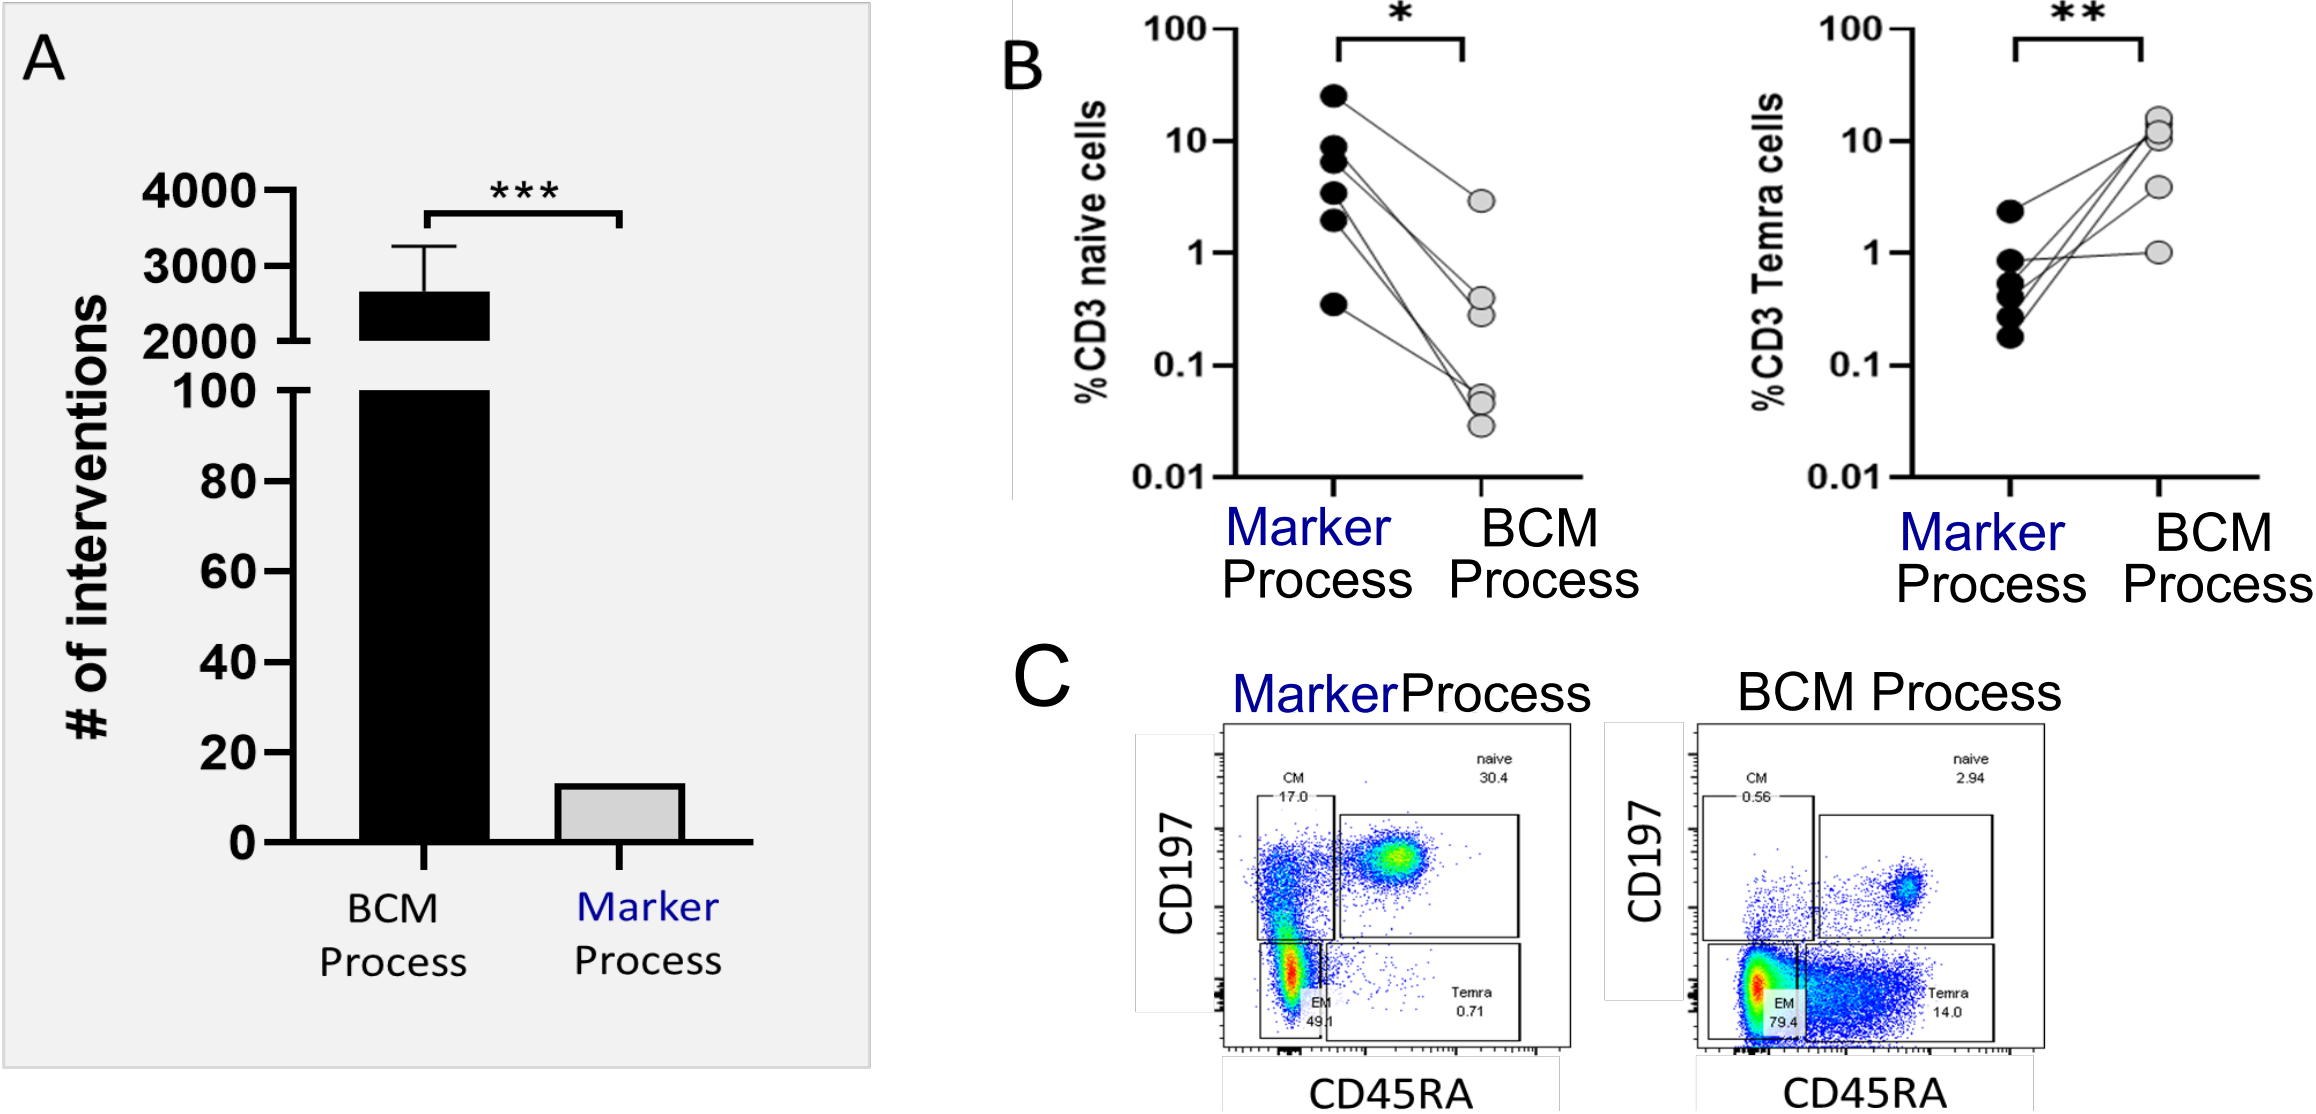 A
***
4000
3000
2000
100
80
60
40
20
0
# of interventions
BCM
Process
Marker
Process
B
*
100
10
1
0.1
0.01
%CD3 naive cells
Marker
Process
BCM
Process
**
100
10
1
0.1
0.01
%CD3 Temra cells
Marker
Process
BCM
Process
C
MarkerProcess
CD197
CM
17.0
naive
30.4
EM
49.1
Temra
0.71
CD45RA
BCM Process
CD197
CM
0.56
naive
2.94
EM
79.4
Temra
14.0
CD45RA